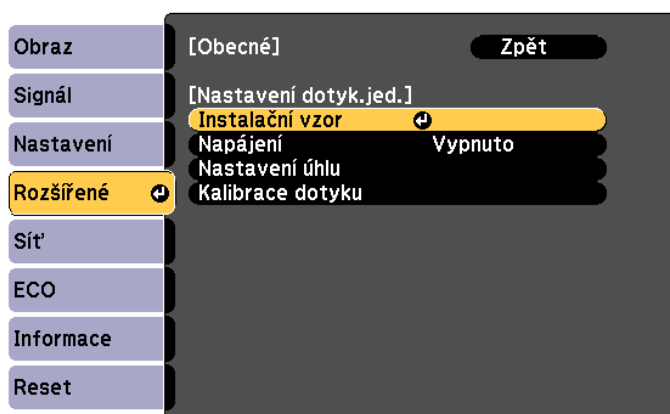 Obraz
Signál
Nastavení
Rozšířené
Síť
ECO
Informace
Reset
[Obecné] Zpět
[Nastavení dotyk.jed.]
Instalační vzor
Napájení Vypnuto
Nastavení úhlu
Kalibrace dotyku